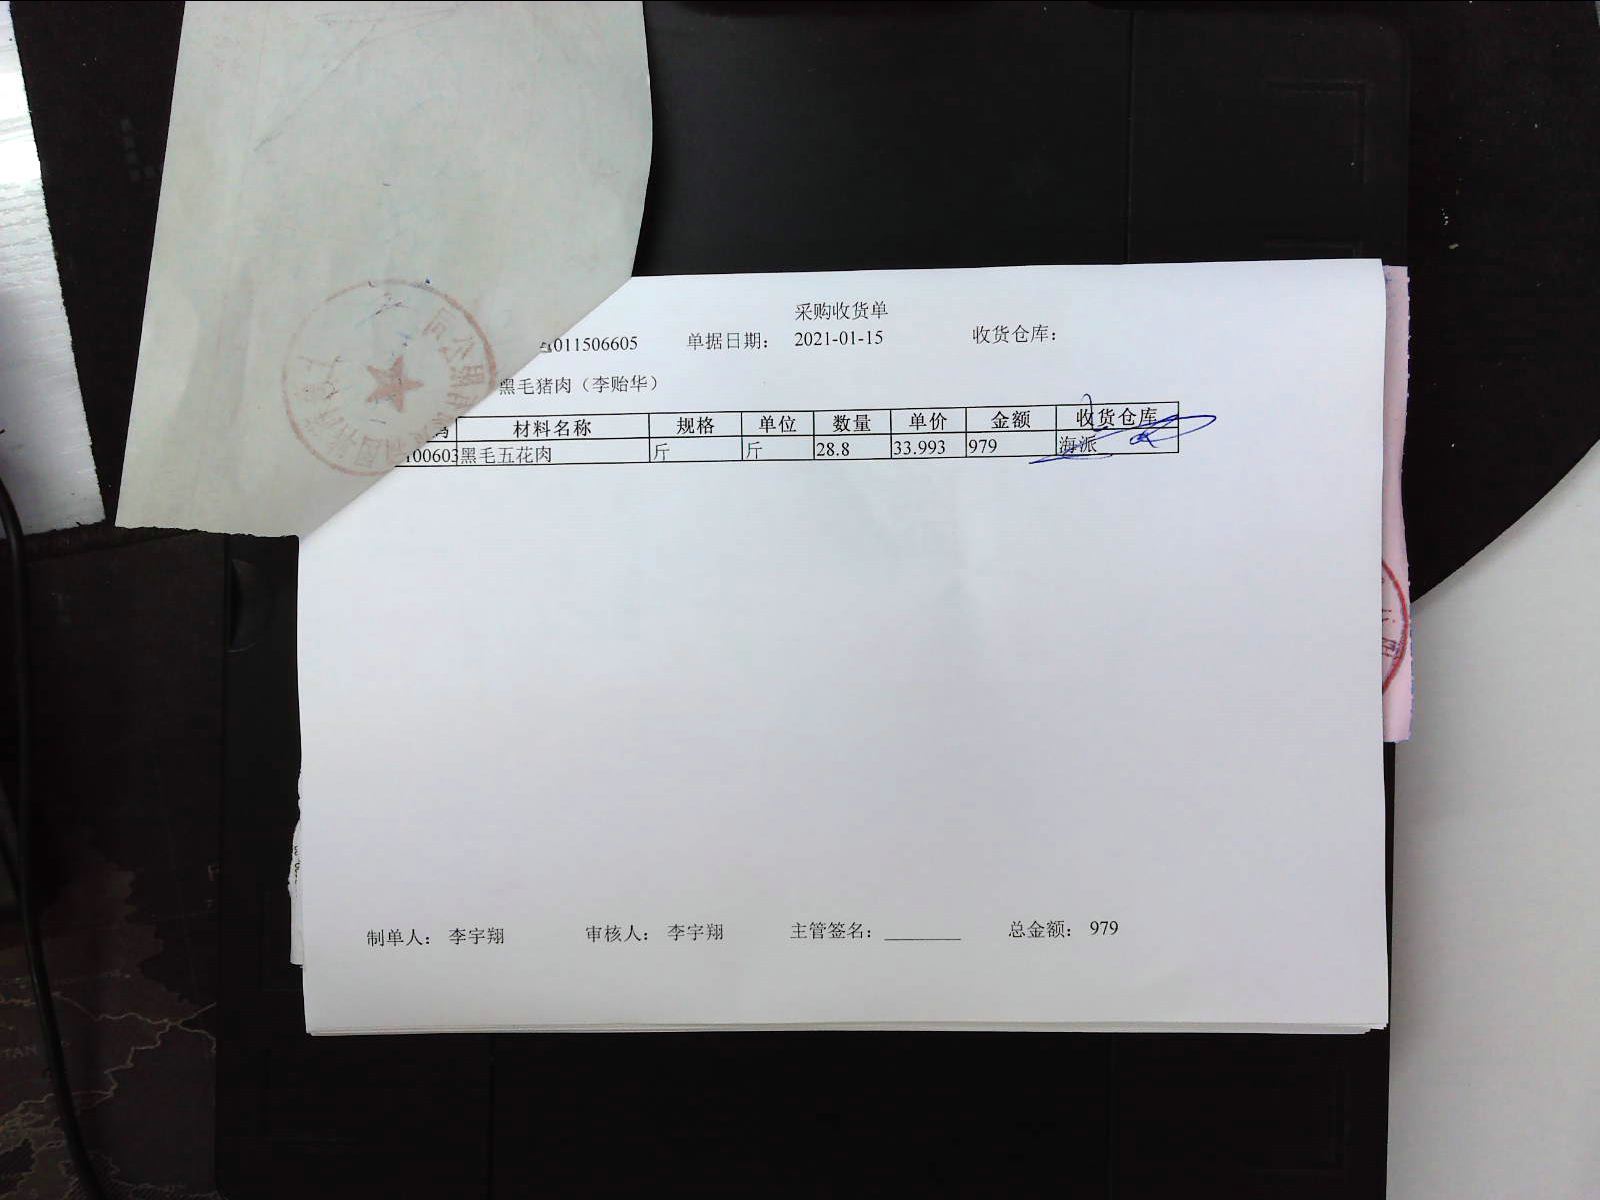 采购收货单
011506605 单据日期： 2021-01-15 收货仓库：
黑毛猪肉（李贻华）
材料名称 规格 单位 数量 单价 金额 收货仓库
100603 黑毛五花肉 斤 斤 28.8 33.993 979 海派
制单人： 李宇翔 审核人： 李宇翔 主管签名：________ 总金额： 979